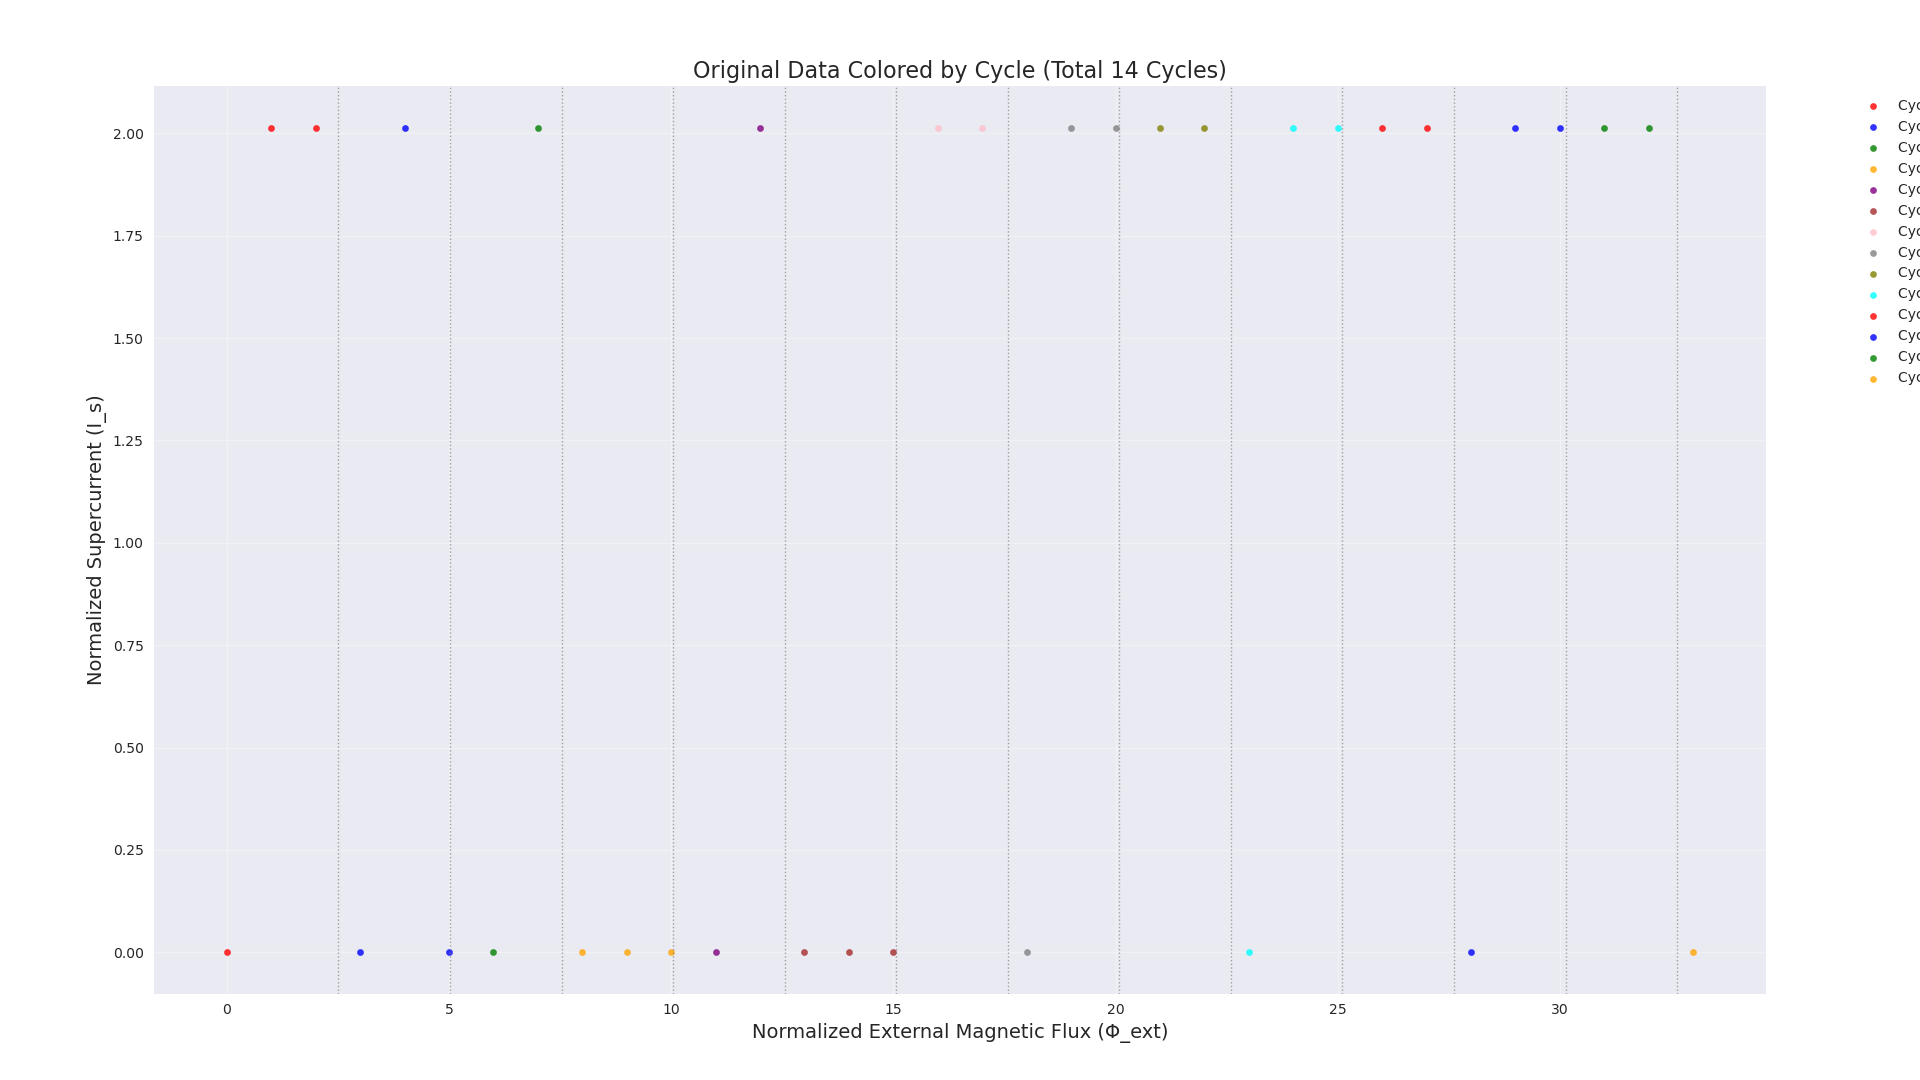 Original Data Colored by Cycle (Total 14 Cycles)
Normalized Supercurrent (I_s)
2.00
1.75
1.50
1.25
1.00
0.75
0.50
0.25
0.00
0 5 10 15 20 25 30
Normalized External Magnetic Flux (Φ_ext)
Cyc
Cyc
Cyc
Cyc
Cyc
Cyc
Cyc
Cyc
Cyc
Cyc
Cyc
Cyc
Cyc
Cyc